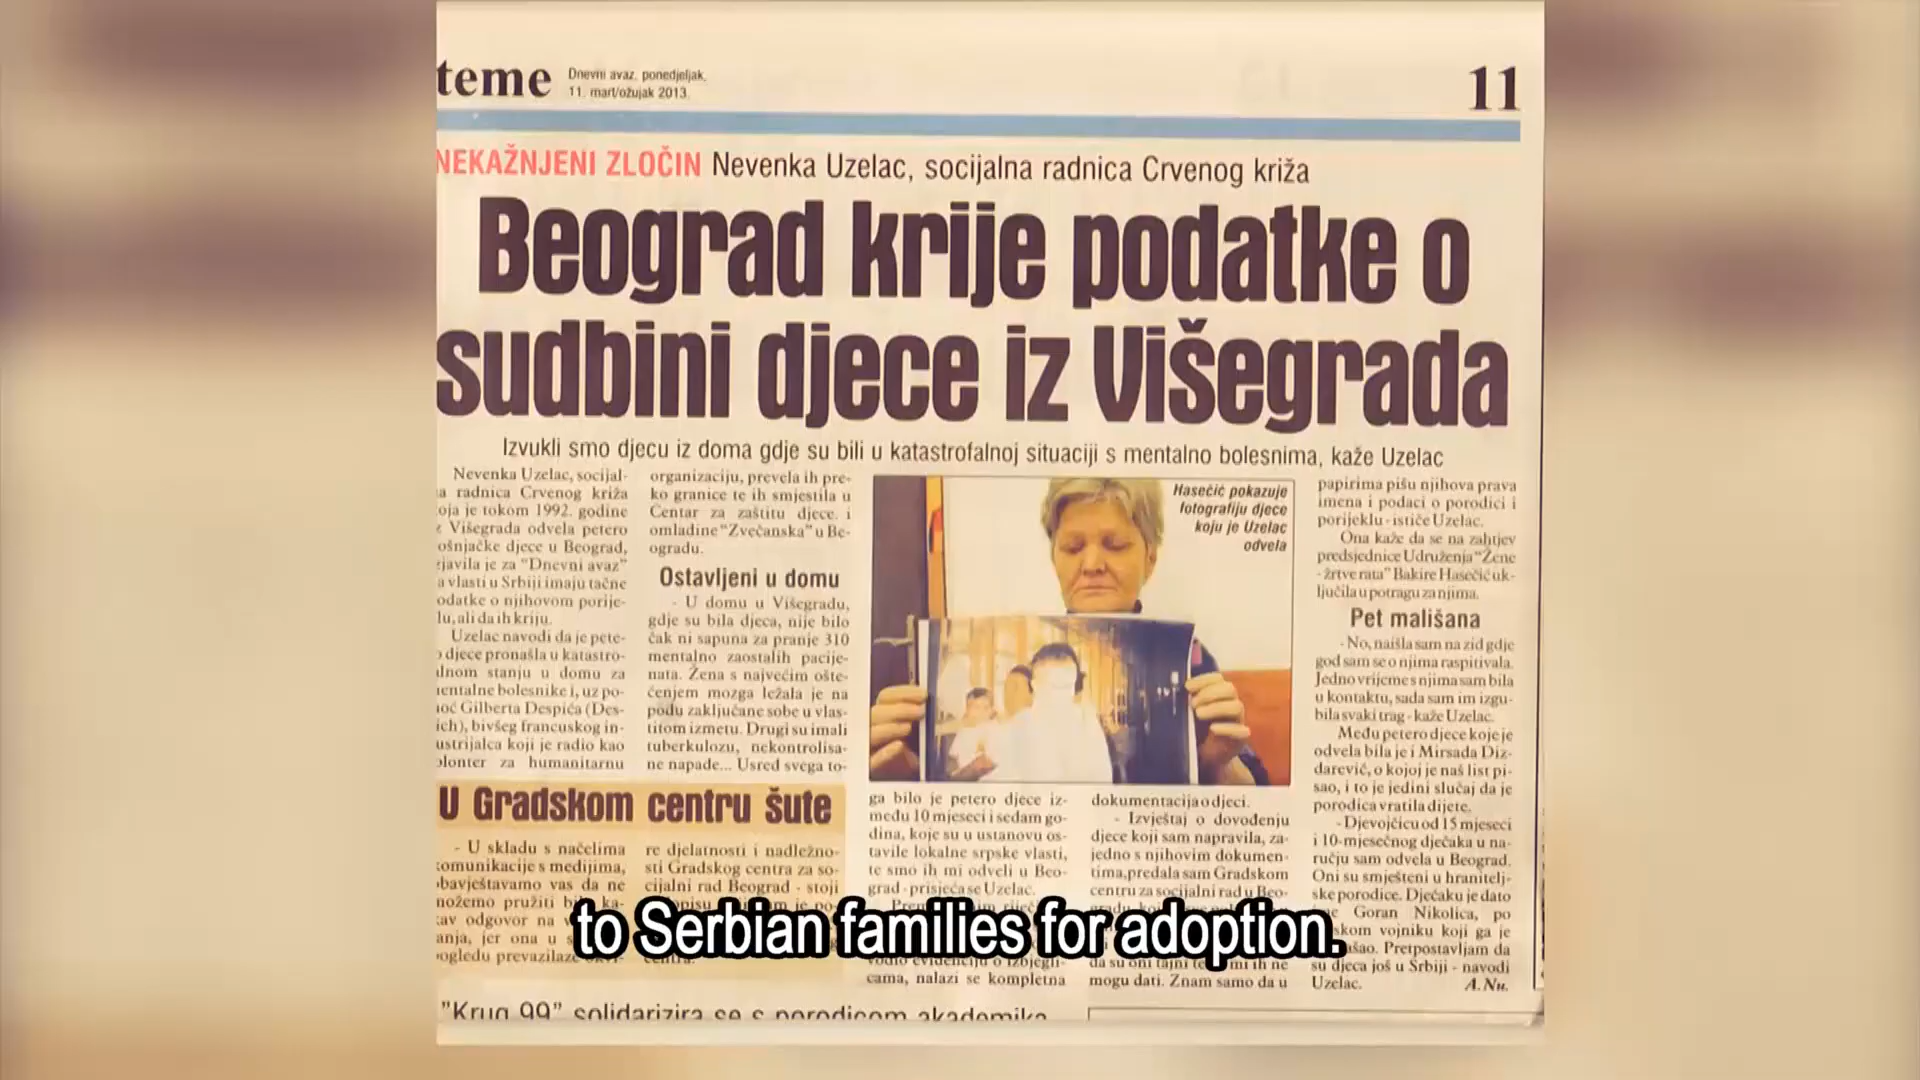 teme
Dnevni avaz, ponedjeljak,
11. mart/ožujak 2013.
11
NEKAŽNJENI ZLOČIN Nevenka Uzelac, socijalna radnica Crvenog križa
Beograd krije podatke o
sudbini djece iz Višegrada
Izvukli smo djecu iz doma gdje su bili u katastrofalnoj situaciji s mentalno bolesnima, kaže Uzelac
Nevenka Uzelac, socijal-
a radnica Crvenog križa
oja je tokom 1992. godine
z Višegrada odvela petero
ošnjačke djece u Beograd,
zjavila je za "Dnevni avaz"
a vlasti u Srbiji imaju tačne
odatke o njihovom porije-
lu, ali da ih kriju.
Uzelac navodi da je pete-
o djece pronašla u katastro-
lnom stanju u domu za
entalne bolesnike i, uz po-
oć Gilberta Despića (Des-
ich), bivšeg francuskog in-
ustrijalca koji je radio kao
olonter za humanitarnu
organizaciju, prevela ih pre-
ko granice te ih smjestila u
Centar za zaštitu djece i
omladine "Zvečanska" u Be-
ogradu.
Ostavljeni u domu
- U domu u Višegradu,
gdje su bila djeca, nije bilo
čak ni sapuna za pranje 310
mentalno zaostalih pacije-
nata. Žena s najvećim ošte-
ćenjem mozga ležala je na
podu zaključane sobe u vlas-
titom izmetu. Drugi su imali
tuberkulozu, nekontrolisa-
ne napade... Usred svega to-
Hasečić pokazuje
fotografiju djece
koju je Uzelac
odvela
ga bilo je petero djece iz-
među 10 mjeseci i sedam go-
dina, koje su u ustanovu os-
tavile lokalne srpske vlasti,
te smo ih mi odveli u Beo-
grad - prisjeća se Uzelac.
vodio evidenciju o izbjegli-
cama, nalazi se kompletna
dokumentacija o djeci.
- Izvještaj o dovođenju
djece koji sam napravila, za-
jedno s njihovim dokumen-
tima, predala sam Gradskom
centru za socijalni rad u Beo-
da su oni tajni te mi ih ne
mogu dati. Znam samo da u
papirima pišu njihova prava
imena i podaci o porodici i
porijeklu - ističe Uzelac.
Ona kaže da se na zahtjev
predsjednice Udruženja "Žene
- žrtve rata" Bakire Hasečić uk-
ljučila u potragu za njima.
Pet mališana
- No, naišla sam na zid gdje
god sam se o njima raspitivala.
Jedno vrijeme s njima sam bila
u kontaktu, sada sam im izgu-
bila svaki trag - kaže Uzelac.
Među petero djece koje je
odvela bila je i Mirsada Diz-
darević, o kojoj je naš list pi-
sao, i to je jedini slučaj da je
porodica vratila dijete.
- Djevojčicu od 15 mjeseci
i 10-mjesečnog dječaka u na-
ručju sam odvela u Beograd.
Oni su smješteni u hranitelj-
ske porodice. Dječaku je dato
Goran Nikolica, po
skom vojniku koji ga je
ašao. Pretpostavljam da
su djeca još u Srbiji - navodi
Uzelac.
A. Nu.
U Gradskom centru šute
- U skladu s načelima
komunikacije s medijima,
obavještavamo vas da ne
možemo pružiti ka-
av odgovor na
anja, jer ona u s
ogledu prevazilaze
re djelatnosti i nadležno-
sti Gradskog centra za so-
cijalni rad Beograd - stoji
centra.
to Serbian families for adoption.
"Krug 99" solidarizira se s porodicom akademika